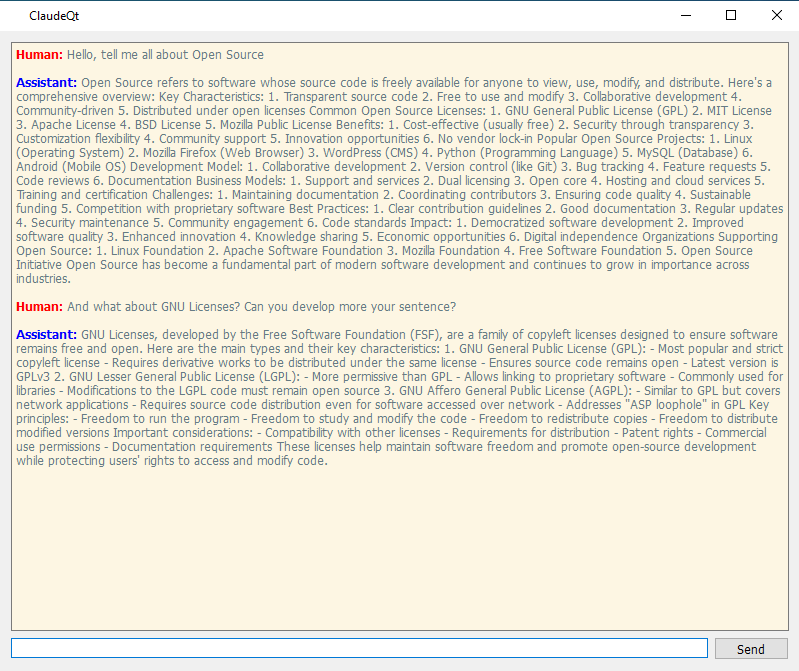 ClaudeQt
Human: Hello, tell me all about Open Source
Assistant: Open Source refers to software whose source code is freely available for anyone to view, use, modify, and distribute. Here's a
comprehensive overview: Key Characteristics: 1. Transparent source code 2. Free to use and modify 3. Collaborative development 4.
Community-driven 5. Distributed under open licenses Common Open Source Licenses: 1. GNU General Public License (GPL) 2. MIT License
3. Apache License 4. BSD License 5. Mozilla Public License Benefits: 1. Cost-effective (usually free) 2. Security through transparency 3.
Customization flexibility 4. Community support 5. Innovation opportunities 6. No vendor lock-in Popular Open Source Projects: 1. Linux
(Operating System) 2. Mozilla Firefox (Web Browser) 3. WordPress (CMS) 4. Python (Programming Language) 5. MySQL (Database) 6.
Android (Mobile OS) Development Model: 1. Collaborative development 2. Version control (like Git) 3. Bug tracking 4. Feature requests 5.
Code reviews 6. Documentation Business Models: 1. Support and services 2. Dual licensing 3. Open core 4. Hosting and cloud services 5.
Training and certification Challenges: 1. Maintaining documentation 2. Coordinating contributors 3. Ensuring code quality 4. Sustainable
funding 5. Competition with proprietary software Best Practices: 1. Clear contribution guidelines 2. Good documentation 3. Regular updates
4. Security maintenance 5. Community engagement 6. Code standards Impact: 1. Democratized software development 2. Improved
software quality 3. Enhanced innovation 4. Knowledge sharing 5. Economic opportunities 6. Digital independence Organizations Supporting
Open Source: 1. Linux Foundation 2. Apache Software Foundation 3. Mozilla Foundation 4. Free Software Foundation 5. Open Source
Initiative Open Source has become a fundamental part of modern software development and continues to grow in importance across
industries.
Human: And what about GNU Licenses? Can you develop more your sentence?
Assistant: GNU Licenses, developed by the Free Software Foundation (FSF), are a family of copyleft licenses designed to ensure software
remains free and open. Here are the main types and their key characteristics: 1. GNU General Public License (GPL): - Most popular and strict
copyleft license - Requires derivative works to be distributed under the same license - Ensures source code remains open - Latest version is
GPLv3 2. GNU Lesser General Public License (LGPL): - More permissive than GPL - Allows linking to proprietary software - Commonly used for
libraries - Modifications to the LGPL code must remain open source 3. GNU Affero General Public License (AGPL): - Similar to GPL but covers
network applications - Requires source code distribution even for software accessed over network - Addresses "ASP loophole" in GPL Key
principles: - Freedom to run the program - Freedom to study and modify the code - Freedom to redistribute copies - Freedom to distribute
modified versions Important considerations: - Compatibility with other licenses - Requirements for distribution - Patent rights - Commercial
use permissions - Documentation requirements These licenses help maintain software freedom and promote open-source development
while protecting users' rights to access and modify code.
Send